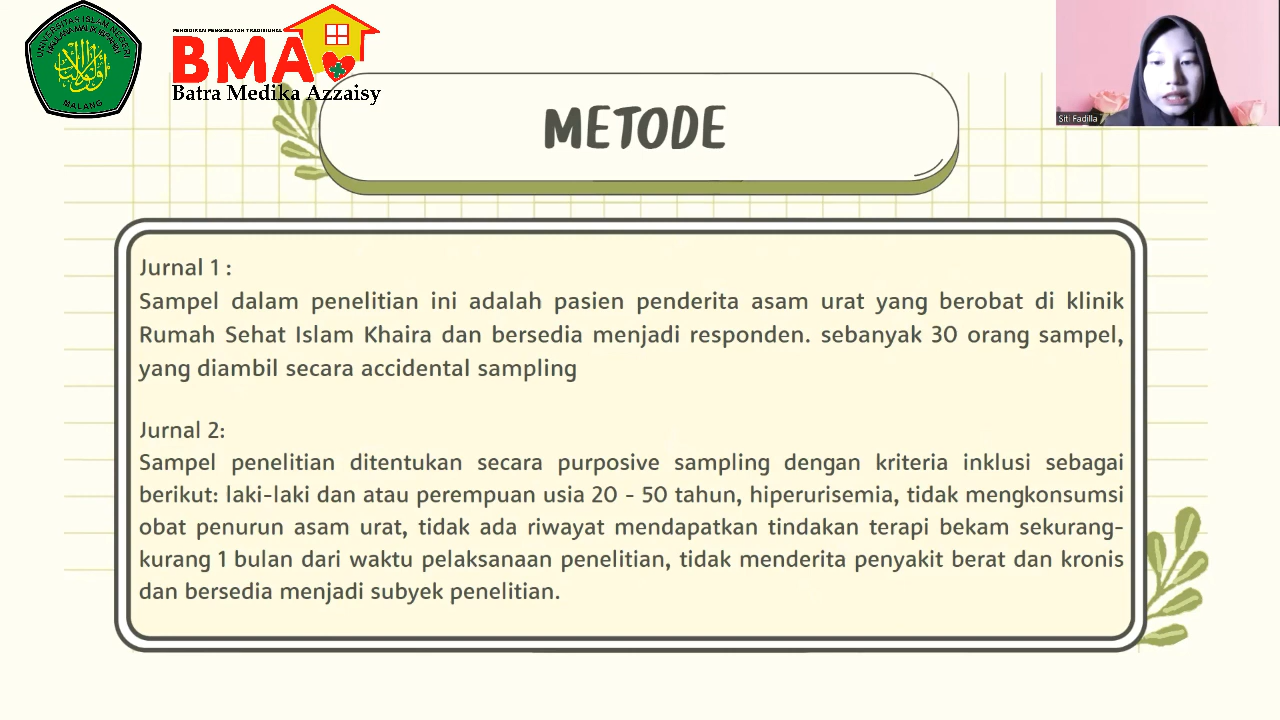 UNIVERSITAS ISLAM NEGERI
MALANG
BMA
Batra Medika Azzaisy
METODE
Siti Fadilla
Jurnal 1 :
Sampel dalam penelitian ini adalah pasien penderita asam urat yang berobat di klinik
Rumah Sehat Islam Khaira dan bersedia menjadi responden. sebanyak 30 orang sampel,
yang diambil secara accidental sampling
Jurnal 2:
Sampel penelitian ditentukan secara purposive sampling dengan kriteria inklusi sebagai
berikut: laki-laki dan atau perempuan usia 20 - 50 tahun, hiperurisemia, tidak mengkonsumsi
obat penurun asam urat, tidak ada riwayat mendapatkan tindakan terapi bekam sekurang-
kurang 1 bulan dari waktu pelaksanaan penelitian, tidak menderita penyakit berat dan kronis
dan bersedia menjadi subyek penelitian.